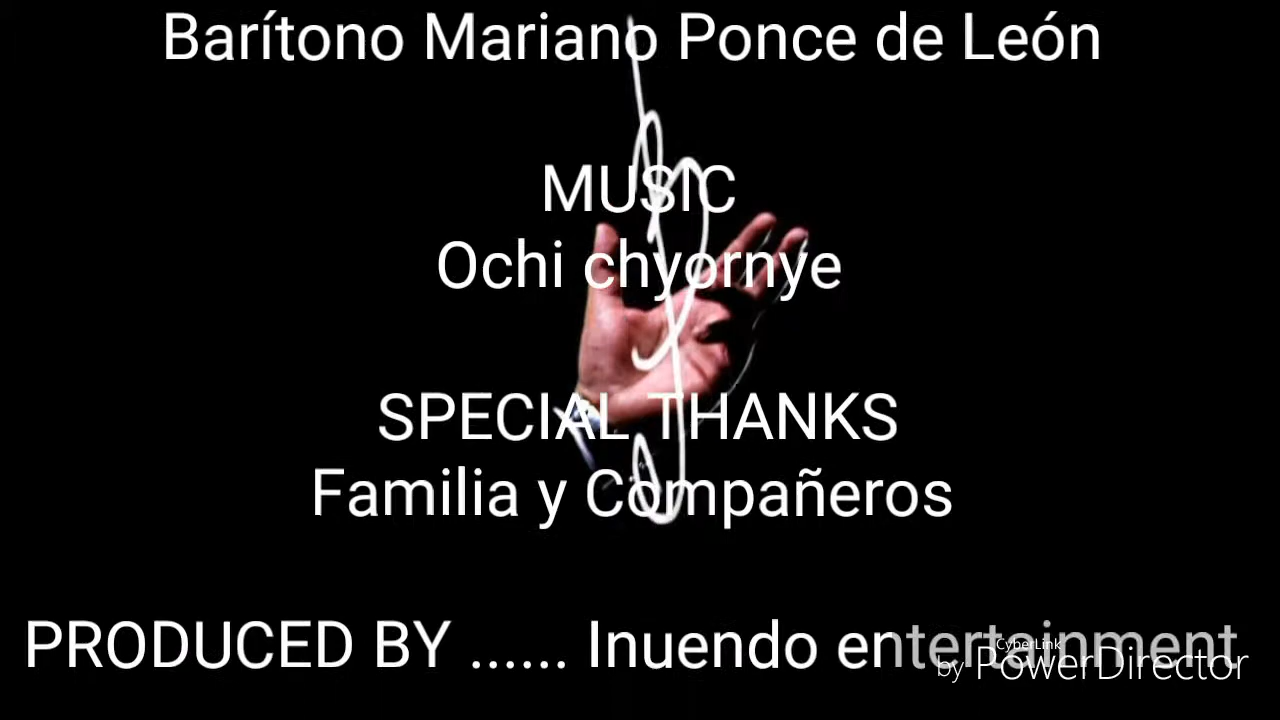 Barítono Mariano Ponce de León
MUSIC
Ochi chyornye
SPECIAL THANKS
Familia y Compañeros
PRODUCED BY ...... Inuendo entertainment
by CyberLink PowerDirector